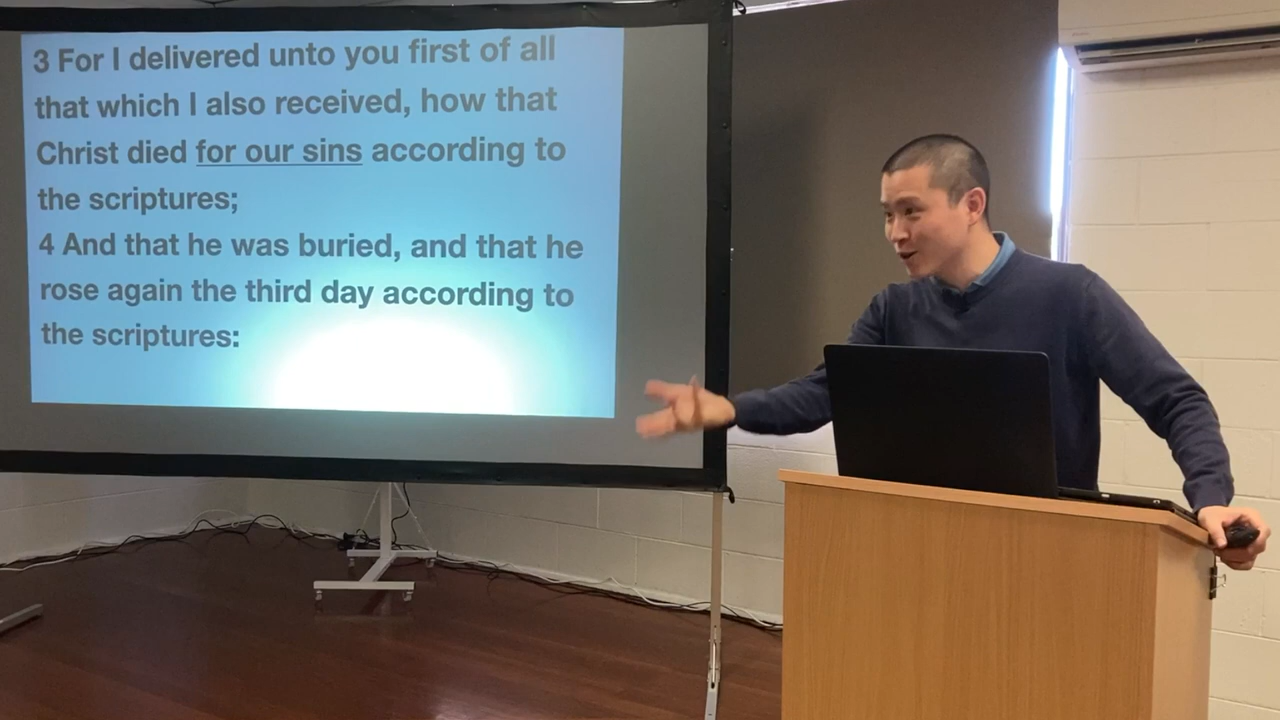 3 For I delivered unto you first of all
that which I also received, how that
Christ died for our sins according to
the scriptures;
4 And that he was buried, and that he
rose again the third day according to
the scriptures: